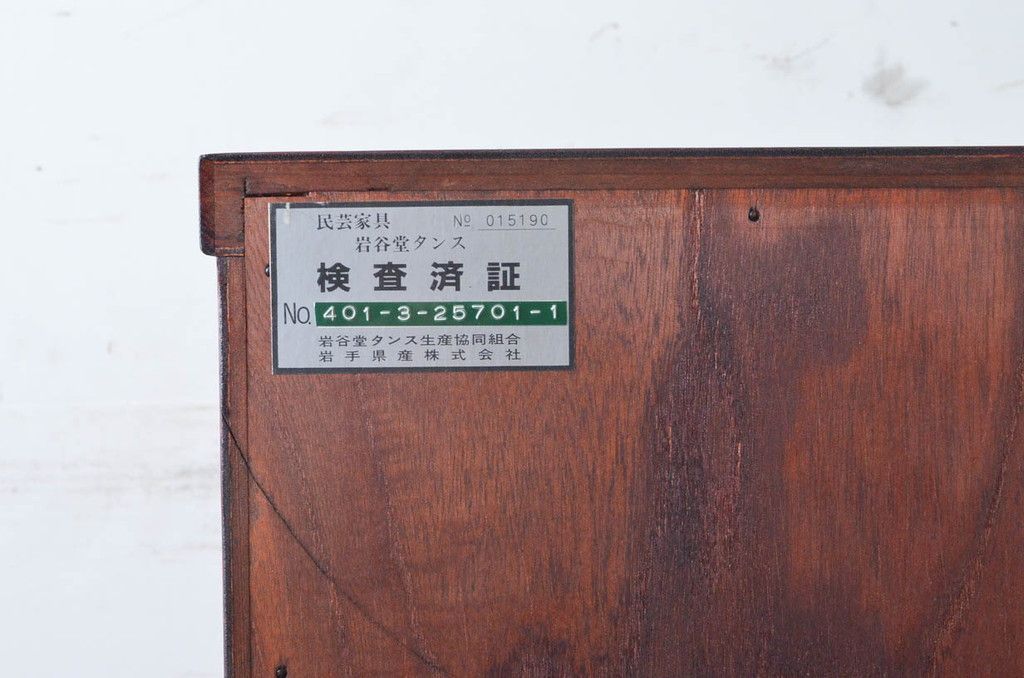 民芸家具 № 015190
岩谷堂タンス
検査済証
No. 401-3-25701-1
岩谷堂タンス生産協同組合
岩手県産株式会社